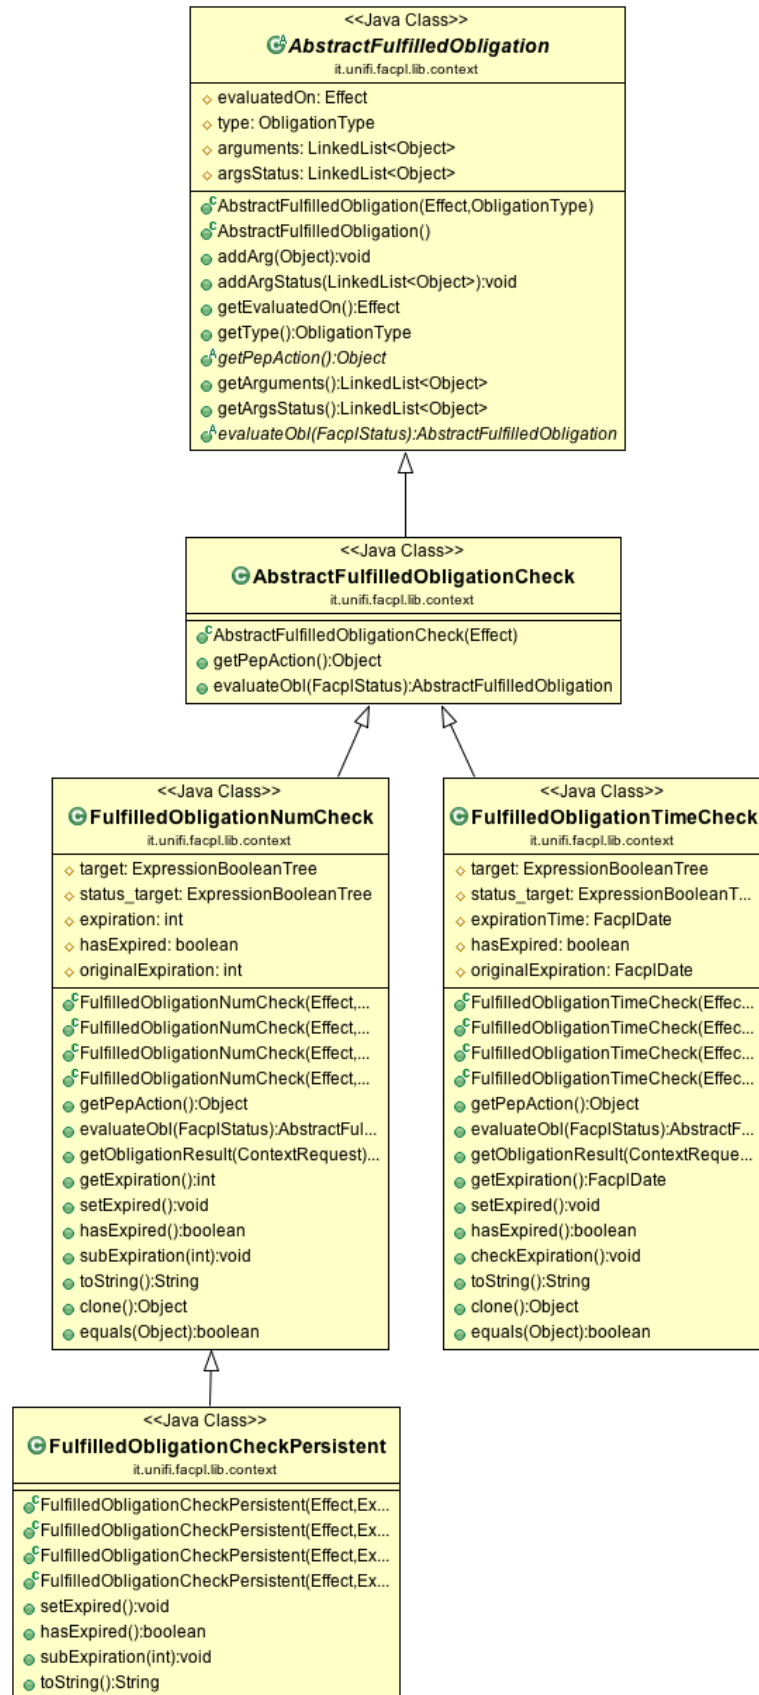 <<Java Class>>
AbstractFulfilledObligation
it.unifi.facpl.lib.context
evaluatedOn: Effect
type: ObligationType
arguments: LinkedList<Object>
argsStatus: LinkedList<Object>
AbstractFulfilledObligation(Effect,ObligationType)
AbstractFulfilledObligation()
addArg(Object):void
addArgStatus(LinkedList<Object>):void
getEvaluatedOn():Effect
getType():ObligationType
getPepAction():Object
getArguments():LinkedList<Object>
getArgsStatus():LinkedList<Object>
evaluateObl(FacplStatus):AbstractFulfilledObligation
<<Java Class>>
AbstractFulfilledObligationCheck
it.unifi.facpl.lib.context
AbstractFulfilledObligationCheck(Effect)
getPepAction():Object
evaluateObl(FacplStatus):AbstractFulfilledObligation
<<Java Class>>
FulfilledObligationNumCheck
it.unifi.facpl.lib.context
target: ExpressionBooleanTree
status_target: ExpressionBooleanTree
expiration: int
hasExpired: boolean
originalExpiration: int
FulfilledObligationNumCheck(Effect,...
FulfilledObligationNumCheck(Effect,...
FulfilledObligationNumCheck(Effect,...
FulfilledObligationNumCheck(Effect,...
getPepAction():Object
evaluateObl(FacplStatus):AbstractFul...
getObligationResult(ContextRequest)...
getExpiration():int
setExpired():void
hasExpired():boolean
subExpiration(int):void
toString():String
clone():Object
equals(Object):boolean
<<Java Class>>
FulfilledObligationTimeCheck
it.unifi.facpl.lib.context
target: ExpressionBooleanTree
status_target: ExpressionBooleanT...
expirationTime: FacplDate
hasExpired: boolean
originalExpiration: FacplDate
FulfilledObligationTimeCheck(Effec...
FulfilledObligationTimeCheck(Effec...
FulfilledObligationTimeCheck(Effec...
FulfilledObligationTimeCheck(Effec...
getPepAction():Object
evaluateObl(FacplStatus):AbstractF...
getObligationResult(ContextReque...
getExpiration():FacplDate
setExpired():void
hasExpired():boolean
checkExpiration():void
toString():String
clone():Object
equals(Object):boolean
<<Java Class>>
FulfilledObligationCheckPersistent
it.unifi.facpl.lib.context
FulfilledObligationCheckPersistent(Effect,Ex...
FulfilledObligationCheckPersistent(Effect,Ex...
FulfilledObligationCheckPersistent(Effect,Ex...
FulfilledObligationCheckPersistent(Effect,Ex...
setExpired():void
hasExpired():boolean
subExpiration(int):void
toString():String